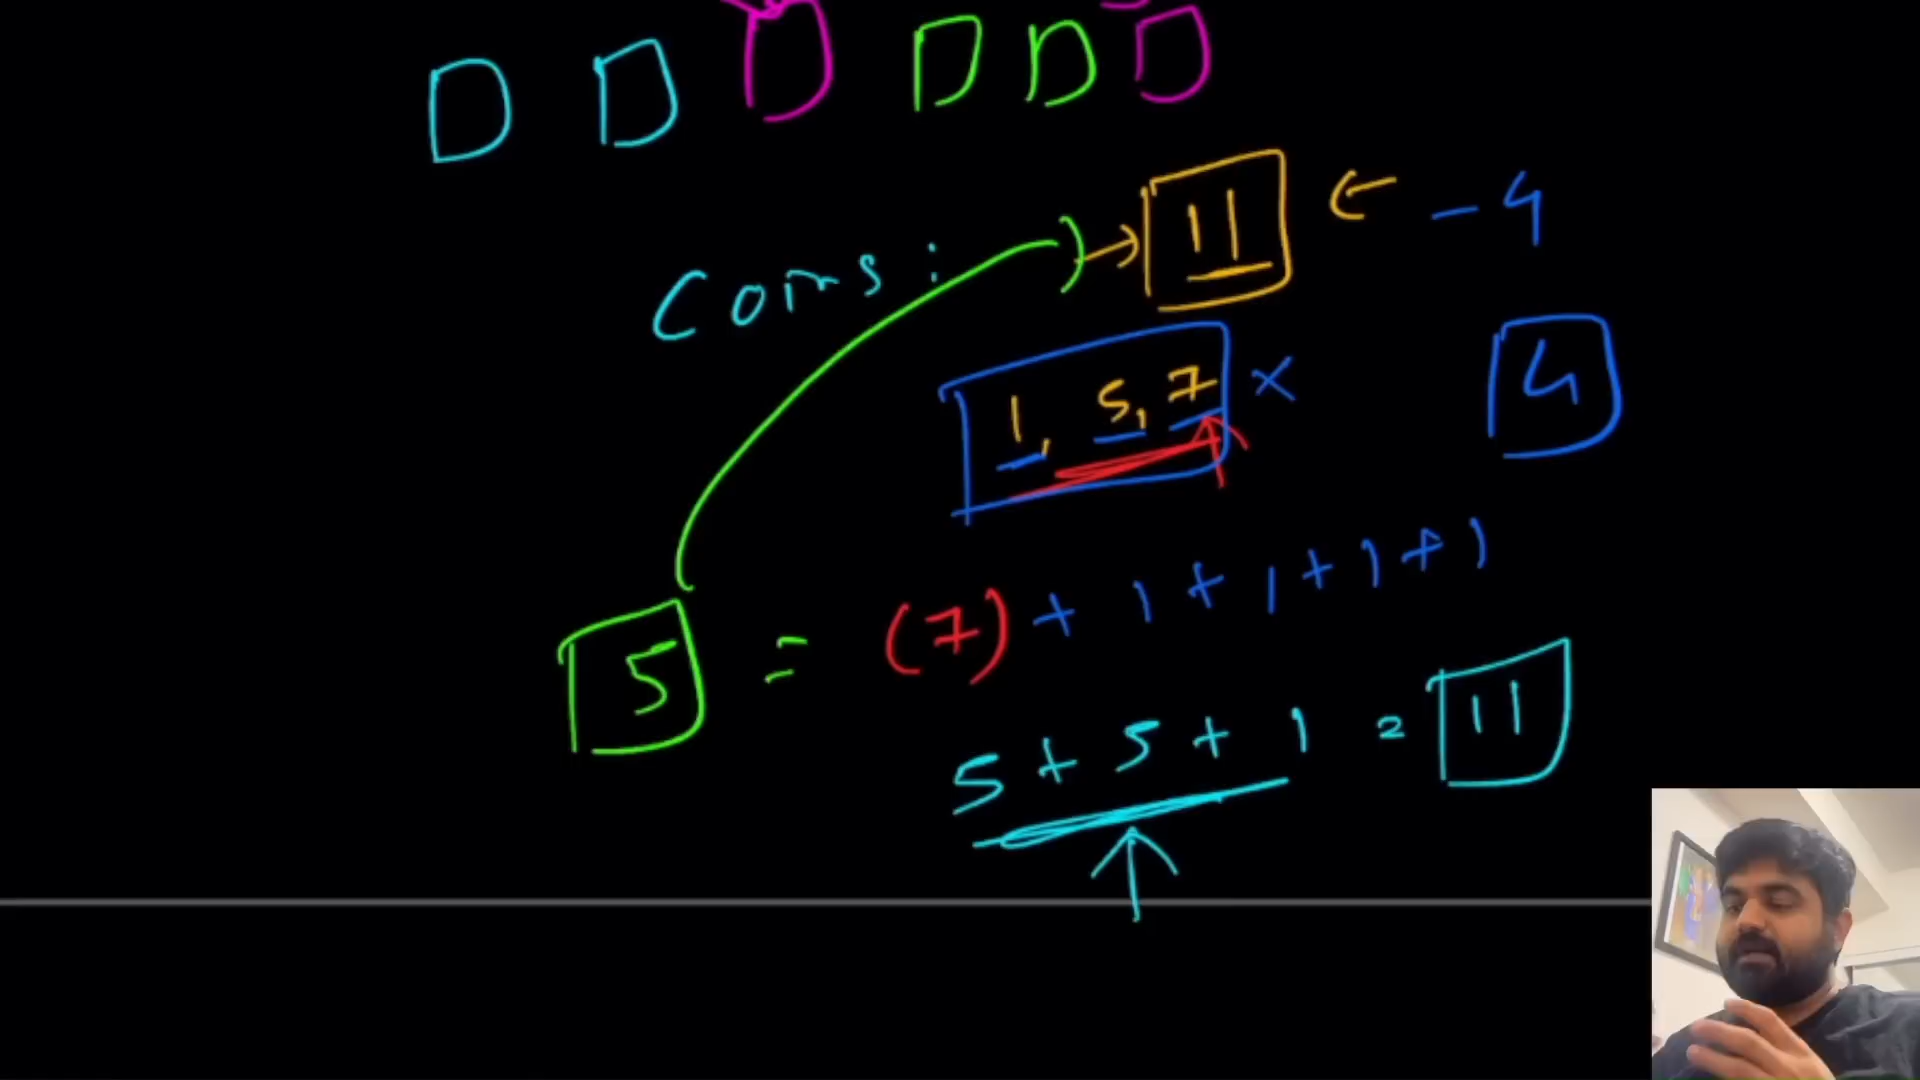 D D D D D D
11 ← - 4
Coins :
1, 5, 7 x
4
5 = (7) + 1 + 1 + 1 + 1
5 + 5 + 1 = 11